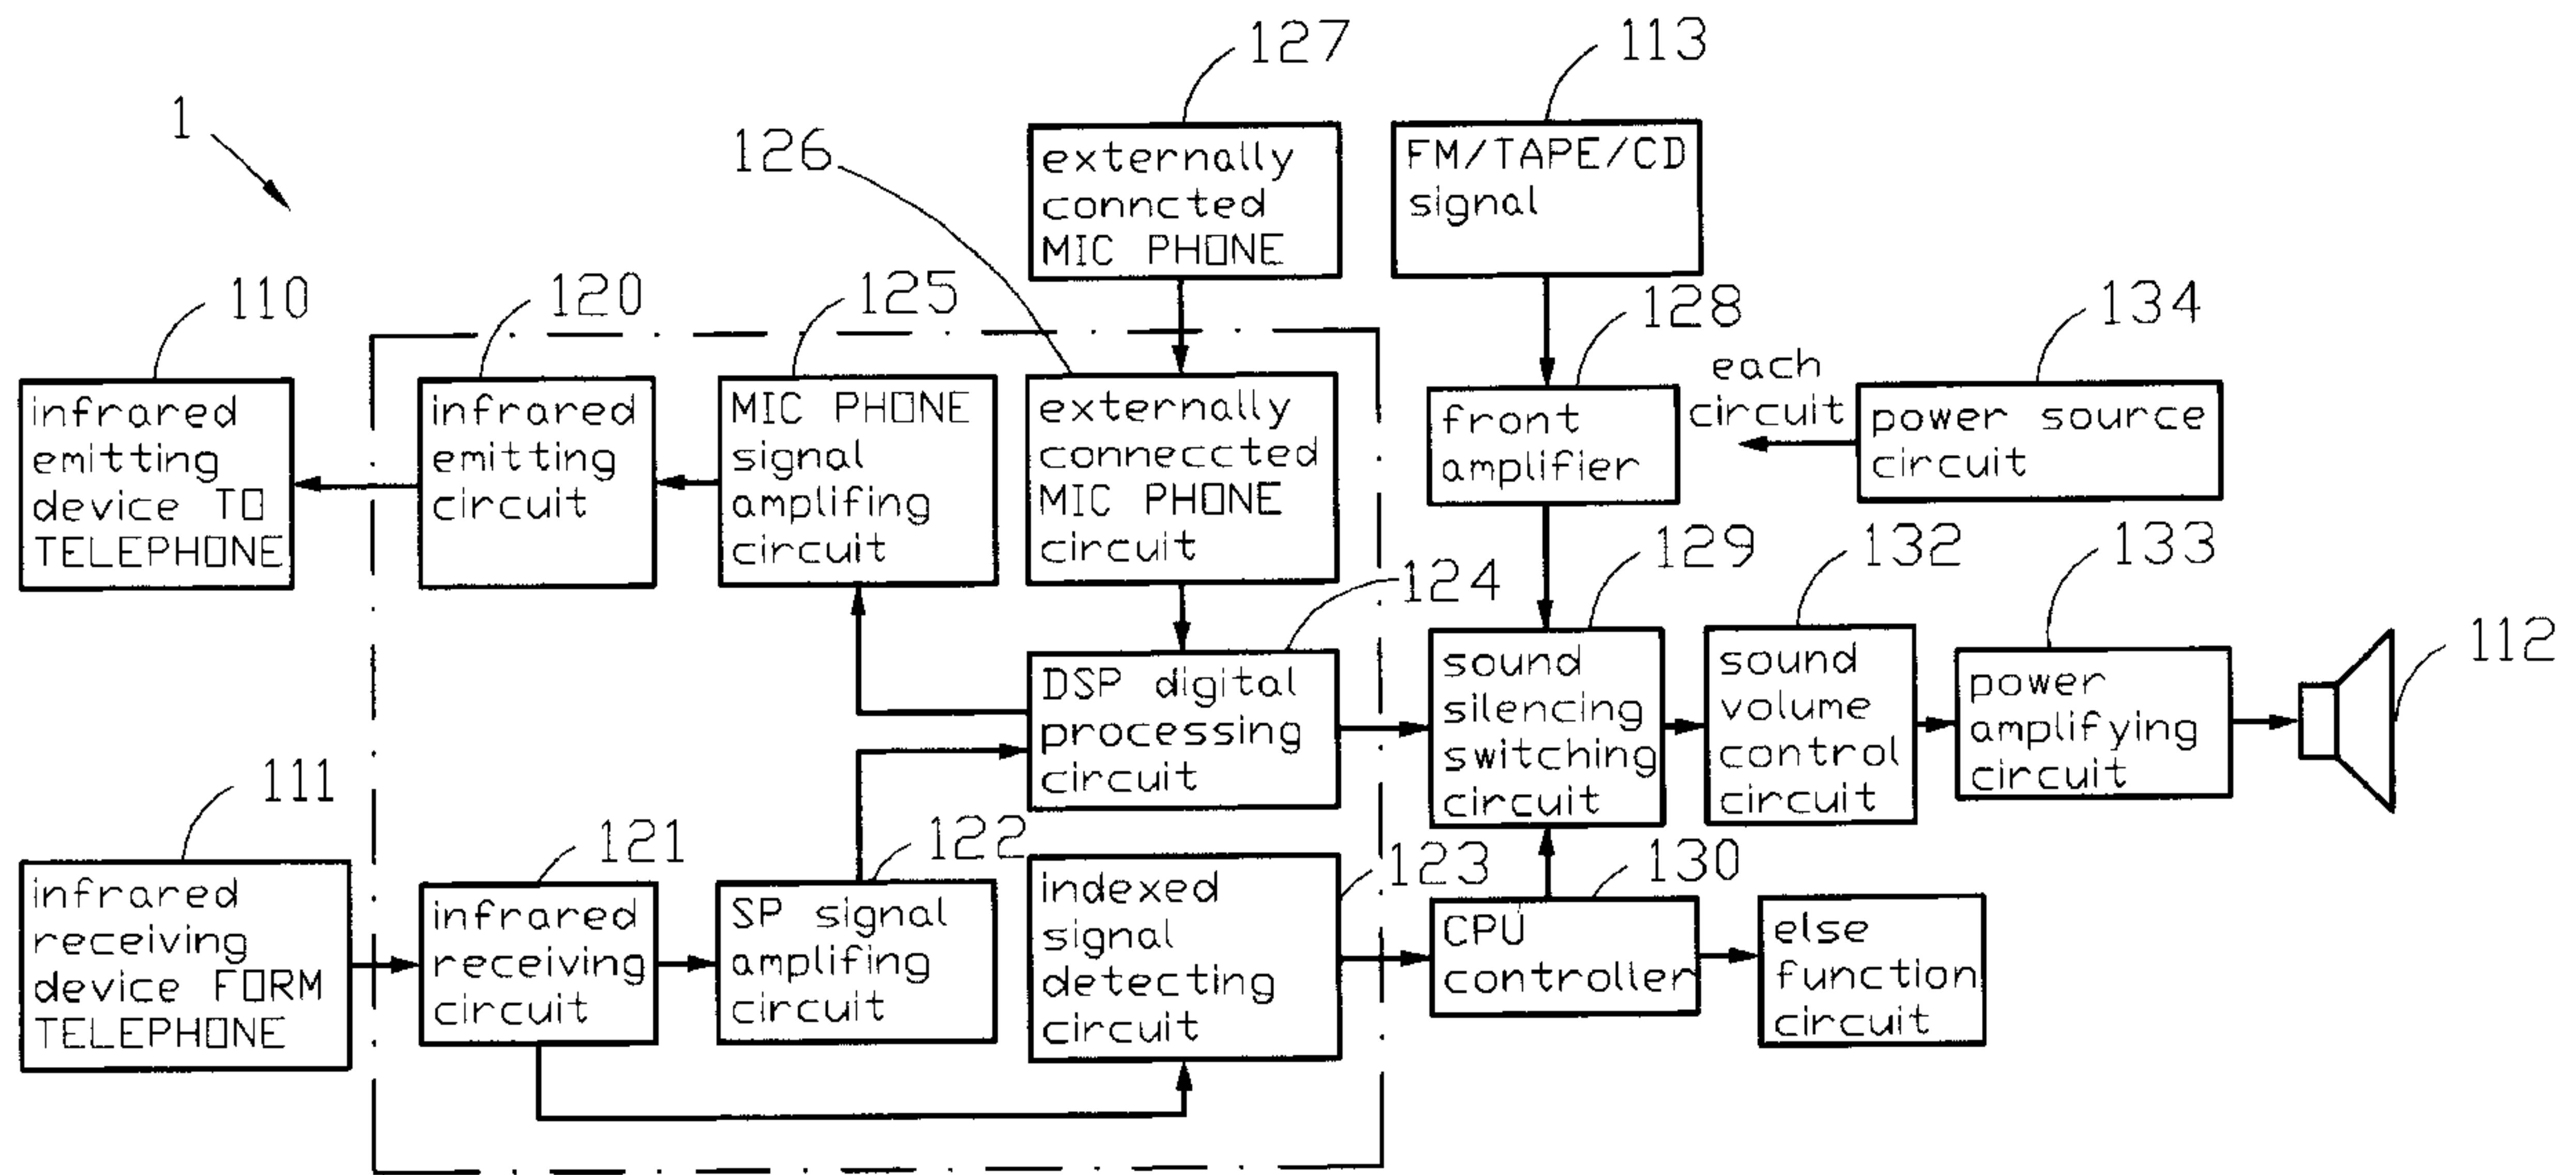 1
127
113
126
externally
conncted
MIC PHONE
FM/TAPE/CD
signal
110
120
125
128
134
infrared
emitting
device TO
TELEPHONE
infrared
emitting
circuit
MIC PHONE
signal
amplifing
circuit
externally
conneccted
MIC PHONE
circuit
front
amplifier
each
circuit
power source
circuit
124
129
132
133
112
DSP digital
processing
circuit
sound
silencing
switching
circuit
sound
volume
control
circuit
power
amplifying
circuit
111
121
122
123
130
infrared
receiving
device FORM
TELEPHONE
infrared
receiving
circuit
SP signal
amplifing
circuit
indexed
signal
detecting
circuit
CPU
controller
else
function
circuit